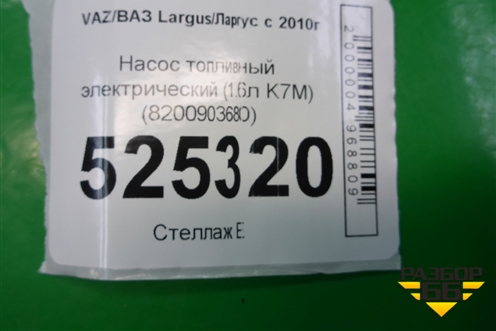 VAZ/ВАЗ Largus/Ларгус с 2010г
Насос топливный
электрический (1.6л K7M)
(8200903680)
525320
Стеллаж Е
2000004968809
РАЗБОР
66